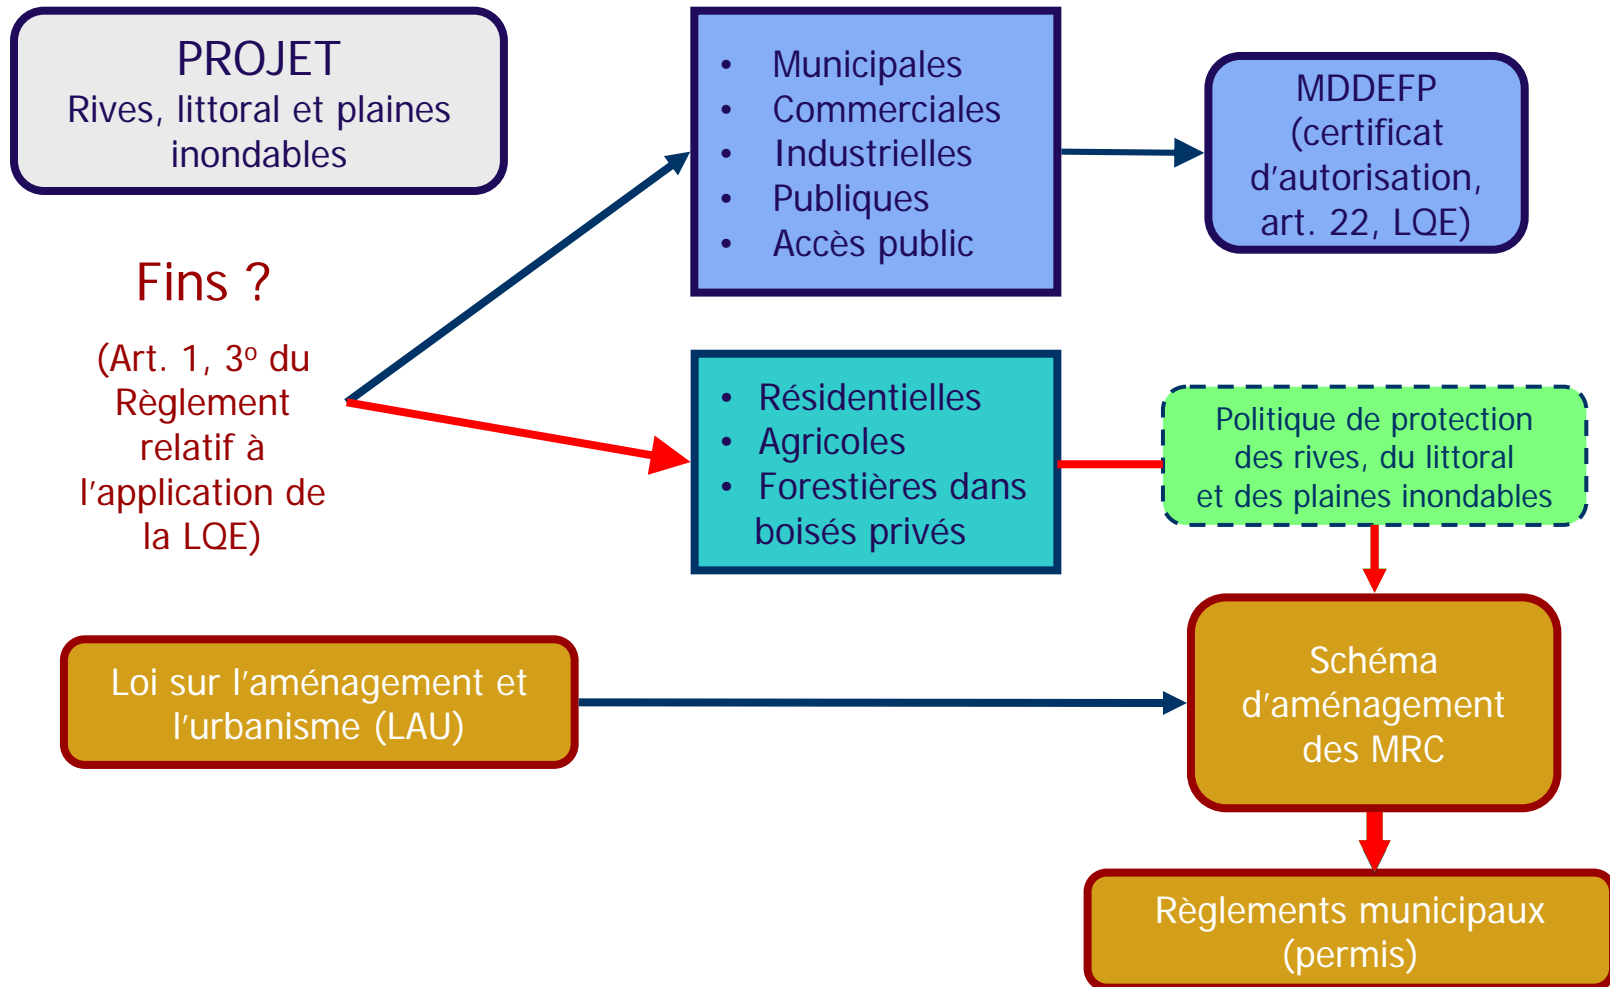 PROJET
Rives, littoral et plaines
inondables
Fins ?
(Art. 1, 3º du
Règlement
relatif à
l'application de
la LQE)
• Municipales
• Commerciales
• Industrielles
• Publiques
• Accès public
MDDEFP
(certificat
d'autorisation,
art. 22, LQE)
• Résidentielles
• Agricoles
• Forestières dans
boisés privés
Politique de protection
des rives, du littoral
et des plaines inondables
Loi sur l'aménagement et
l'urbanisme (LAU)
Schéma
d'aménagement
des MRC
Règlements municipaux
(permis)